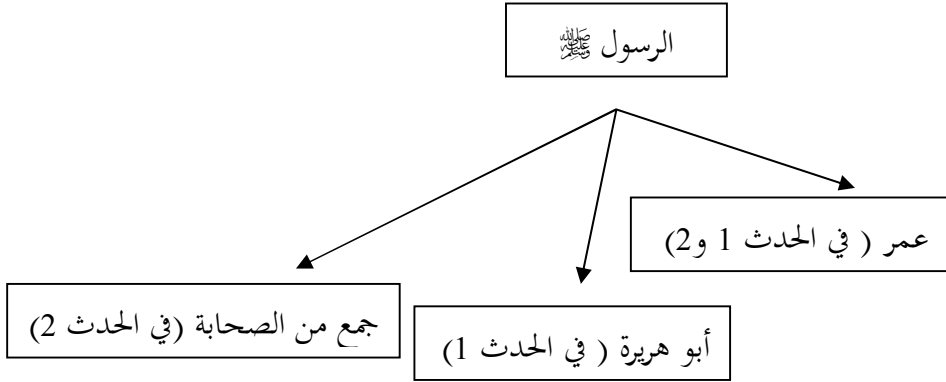 الرسول ﷺ
عمر ( في الحدث 1 و2)
أبو هريرة ( في الحدث 1)
جمع من الصحابة (في الحدث 2)